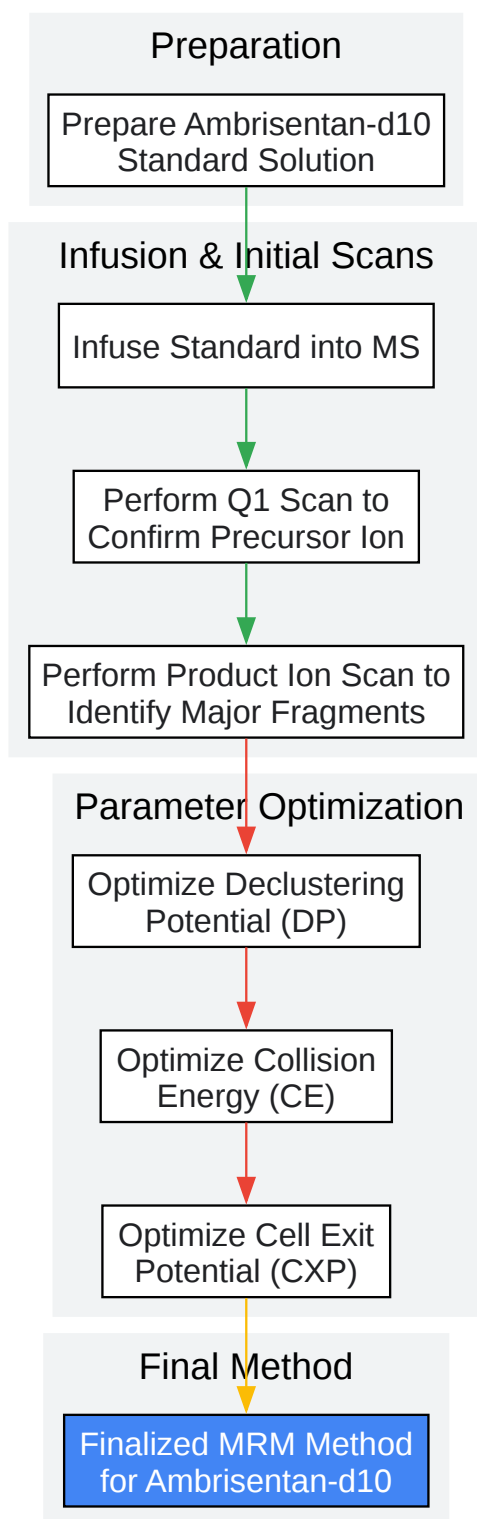 Preparation
Prepare Ambrisentan-d10
Standard Solution
Infusion & Initial Scans
Infuse Standard into MS
Perform Q1 Scan to
Confirm Precursor Ion
Perform Product Ion Scan to
Identify Major Fragments
Parameter Optimization
Optimize Declustering
Potential (DP)
Optimize Collision
Energy (CE)
Optimize Cell Exit
Potential (CXP)
Final Method
Finalized MRM Method
for Ambrisentan-d10